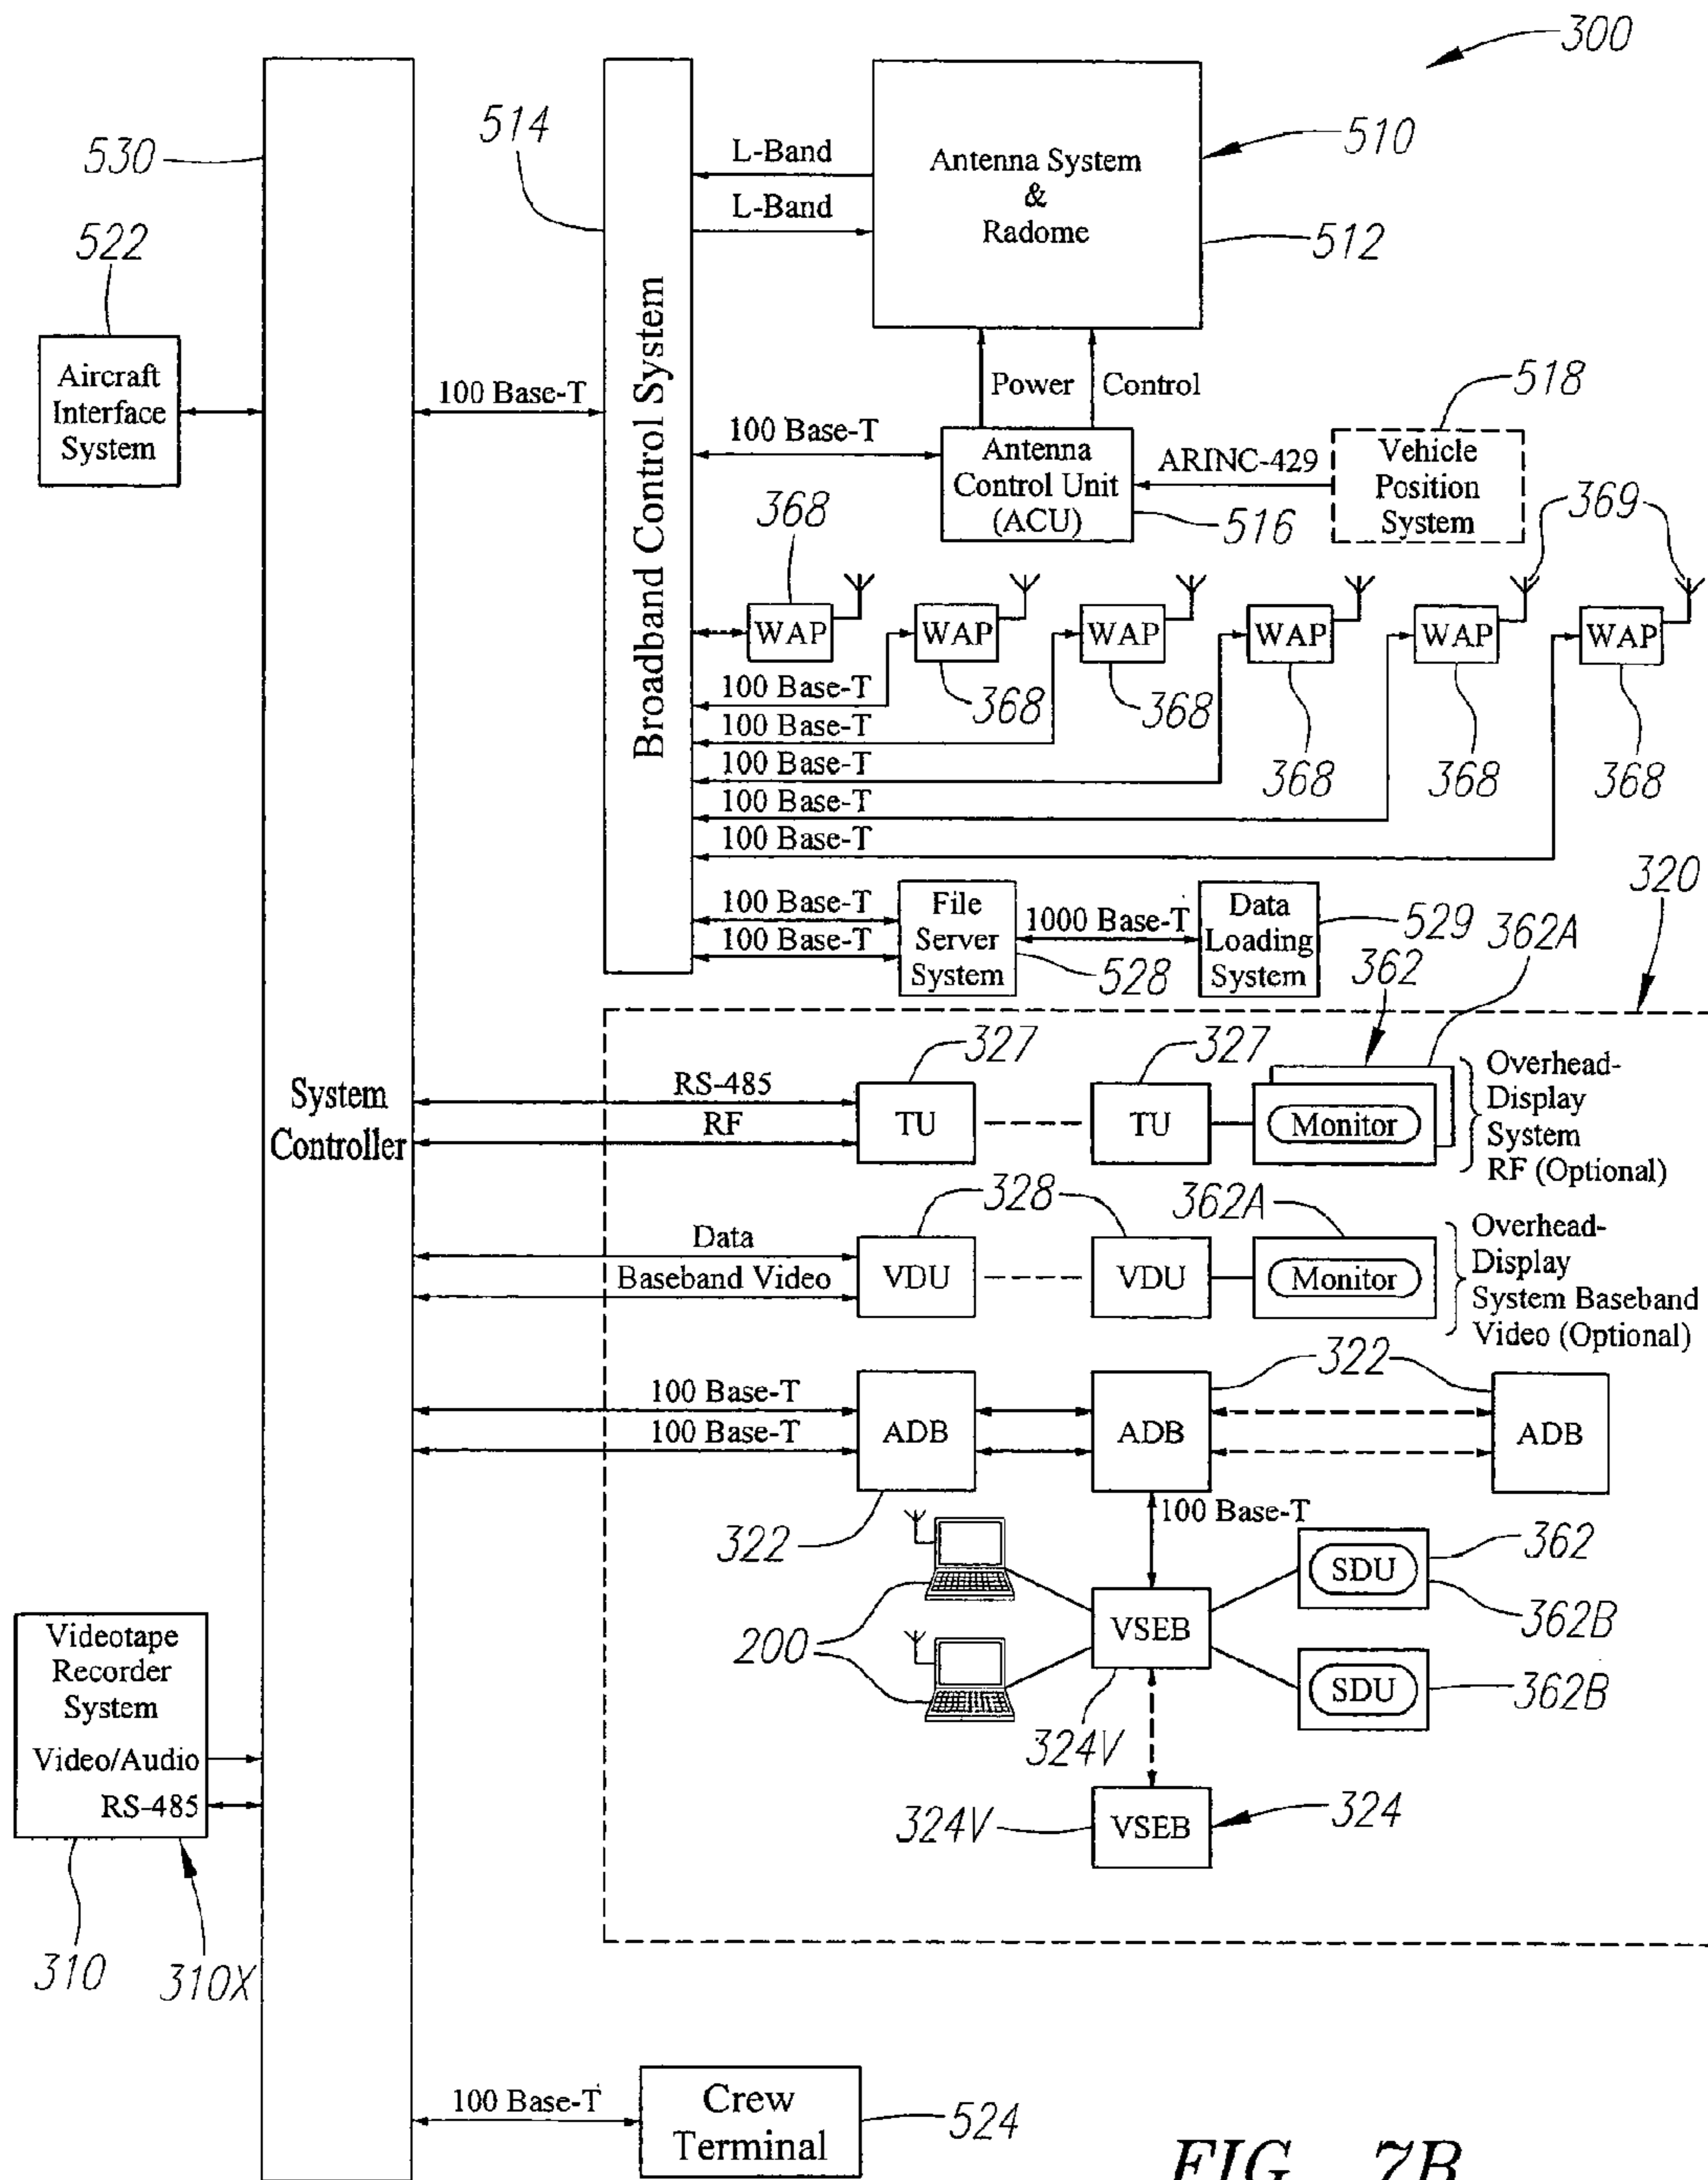 300
530
514
L-Band
L-Band
Antenna System
&
Radome
510
512
522
Aircraft
Interface
System
100 Base-T
Broadband Control System
Power
Control
100 Base-T
Antenna
Control Unit
(ACU)
516
ARINC-429
518
Vehicle
Position
System
369
368
WAP
WAP
WAP
WAP
WAP
WAP
368
368
368
368
368
100 Base-T
100 Base-T
100 Base-T
100 Base-T
100 Base-T
100 Base-T
100 Base-T
File
Server
System
528
1000 Base-T
Data
Loading
System
529
320
362A
362
System
Controller
RS-485
RF
327
TU
327
TU
Monitor
Overhead-
Display
System
RF (Optional)
Data
Baseband Video
328
VDU
VDU
362A
Monitor
Overhead-
Display
System Baseband
Video (Optional)
100 Base-T
100 Base-T
322
ADB
ADB
ADB
322
100 Base-T
200
VSEB
324V
SDU
362
362B
SDU
362B
324V
VSEB
324
Videotape
Recorder
System
Video/Audio
RS-485
310
310X
100 Base-T
Crew
Terminal
524
FIG. 7B